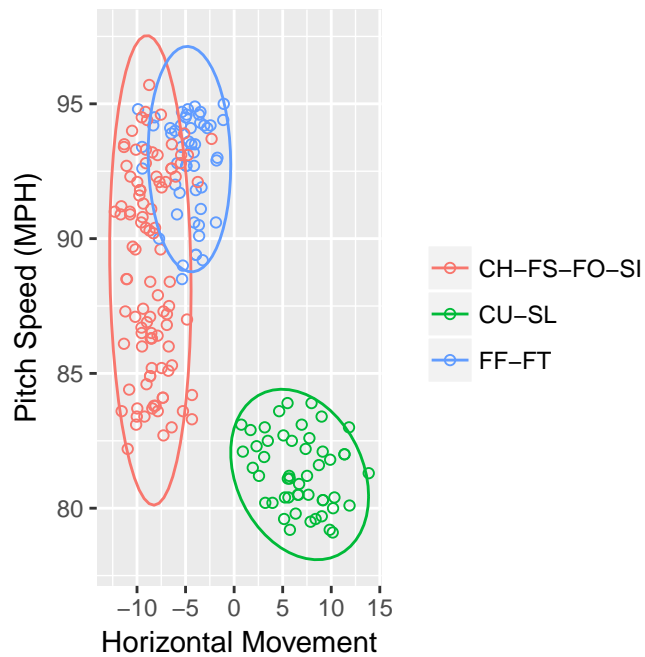 95
90
85
80
−10 −5 0 5 10 15
Horizontal Movement
Pitch Speed (MPH)
CH−FS−FO−SI
CU−SL
FF−FT